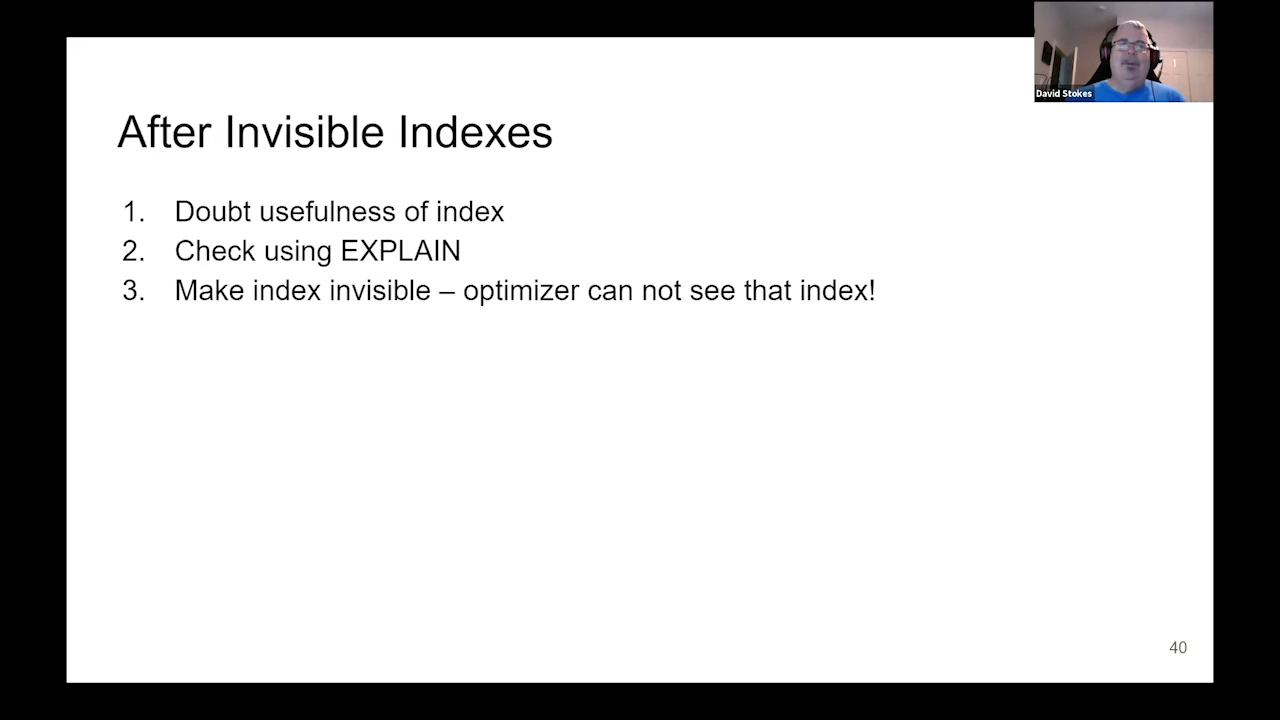 David Stokes
After Invisible Indexes
1. Doubt usefulness of index
2. Check using EXPLAIN
3. Make index invisible – optimizer can not see that index!
40